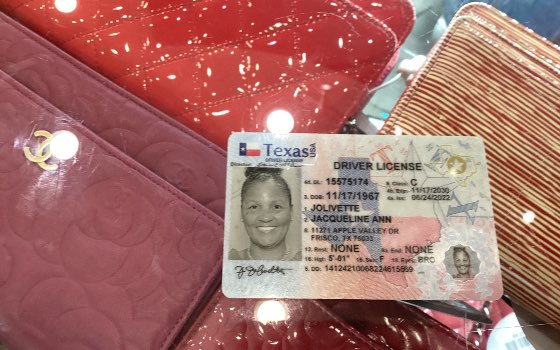 Texas USA
DRIVER LICENSE
Director
DRIVER LICENSE
4d. DL: 15575174 9. Class: C
4b. Exp: 11/17/2030
3. DOB: 11/17/1967 4a. Iss: 06/24/2022
1. JOLIVETTE
2. JACQUELINE ANN
8. 11271 APPLE VALLEY DR
FRISCO, TX 75033
12. Rest: NONE 9a. End: NONE
16. Hgt: 5'-01" 15. Sex: F 18. Eyes: BRO
5. DD: 14124210068224615559